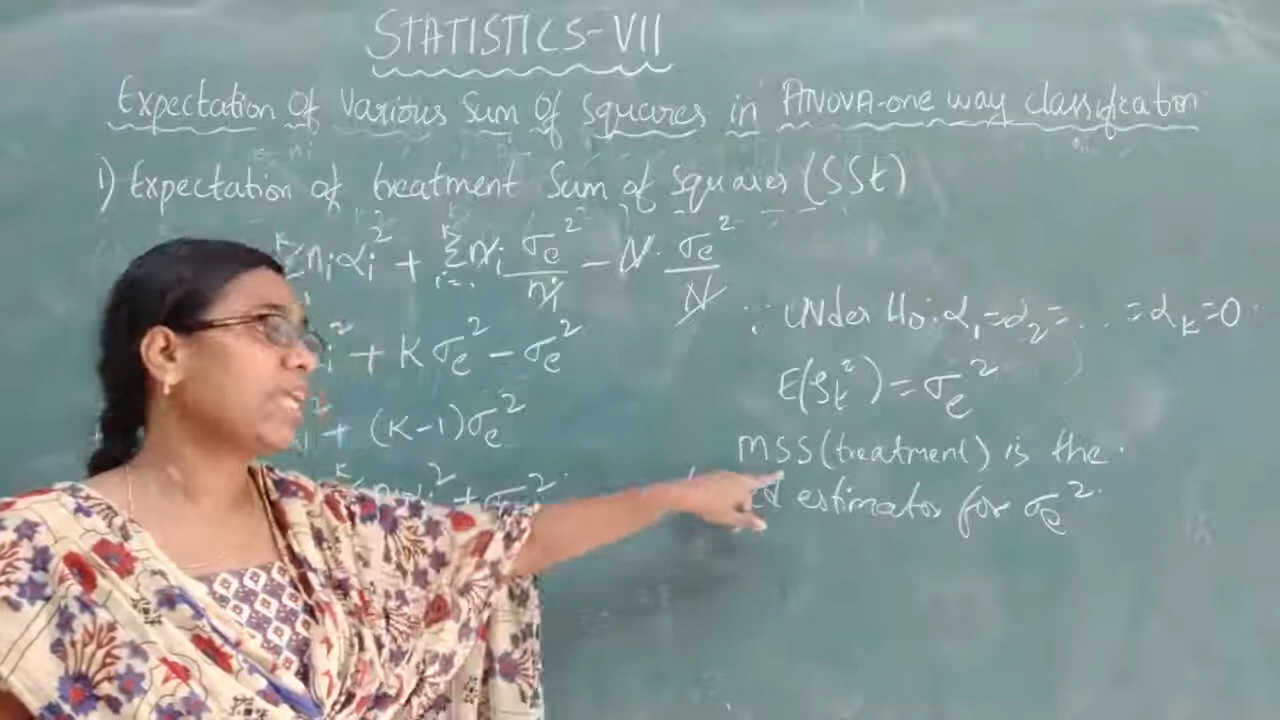 STATISTICS-VII
Expectation Of Various Sum Of Squares in ANOVA-one way classification
1) Expectation of treatment Sum of Squares (SSt)
Σnᵢαᵢ² + Σnᵢ σₑ²/nᵢ − N · σₑ²/N
+ Kσₑ² − σₑ²
+ (K-1)σₑ²
+ σₑ²
∵ Under H₀: α₁=α₂=...=αₖ=0
E(St²) = σₑ²
MSS(treatment) is the
estimator for σₑ²